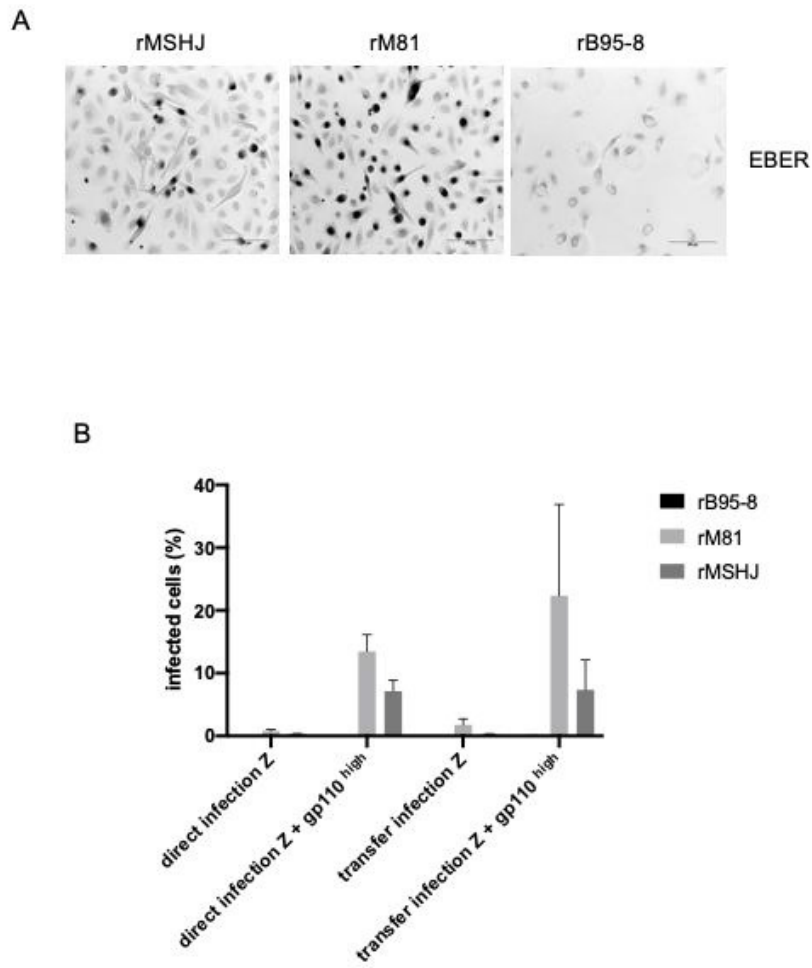 A
rMSHJ rM81 rB95-8
EBER
B
40
30
20
10
0
infected cells (%)
rB95-8
rM81
rMSHJ
direct infection Z
direct infection Z + gp110 high
transfer infection Z
transfer infection Z + gp110 high